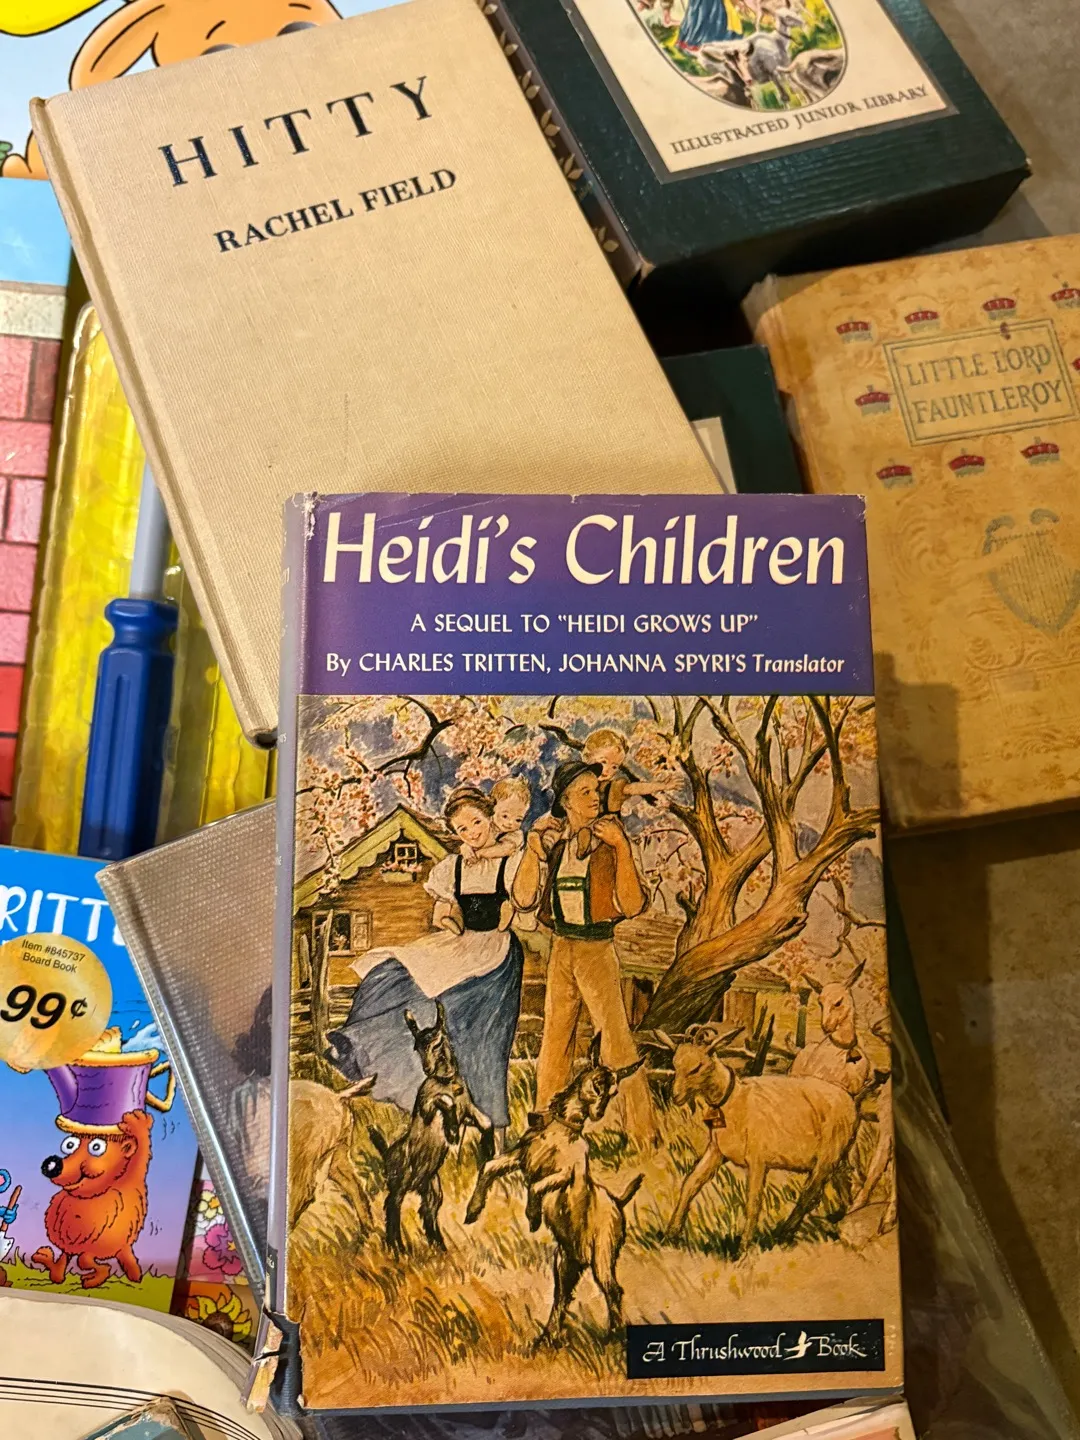 HITTY
RACHEL FIELD
ILLUSTRATED JUNIOR LIBRARY
LITTLE LORD
FAUNTLEROY
Heidi's Children
A SEQUEL TO "HEIDI GROWS UP"
By CHARLES TRITTEN, JOHANNA SPYRI'S Translator
A Thrushwood Book
RITT
Item #845737
Board Book
99¢